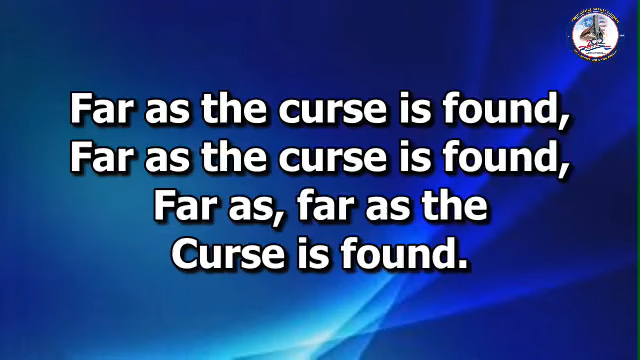 Far as the curse is found,
Far as the curse is found,
Far as, far as the
Curse is found.